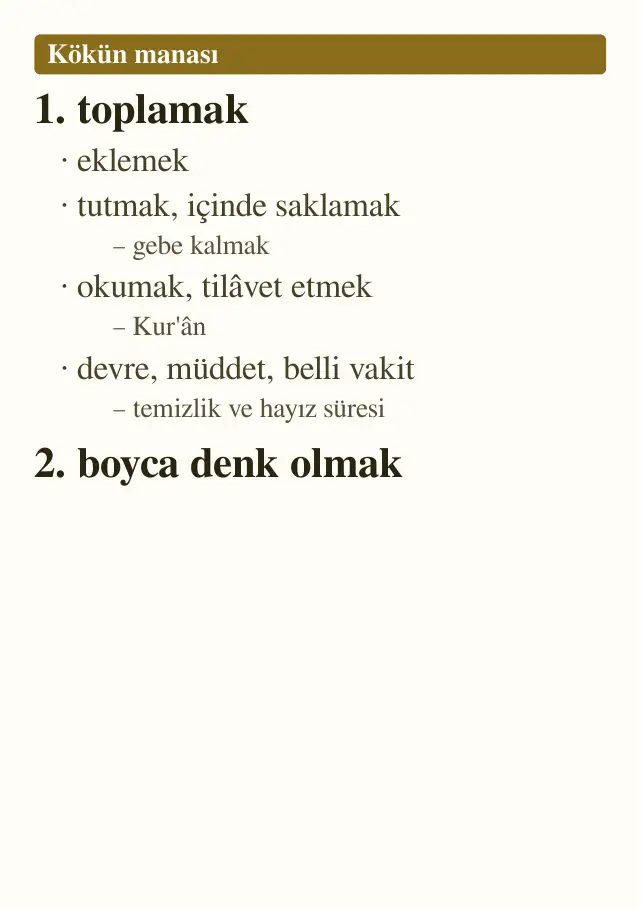 Kökün manası
1. toplamak
· eklemek
· tutmak, içinde saklamak
– gebe kalmak
· okumak, tilâvet etmek
– Kur'ân
· devre, müddet, belli vakit
– temizlik ve hayız süresi
2. boyca denk olmak